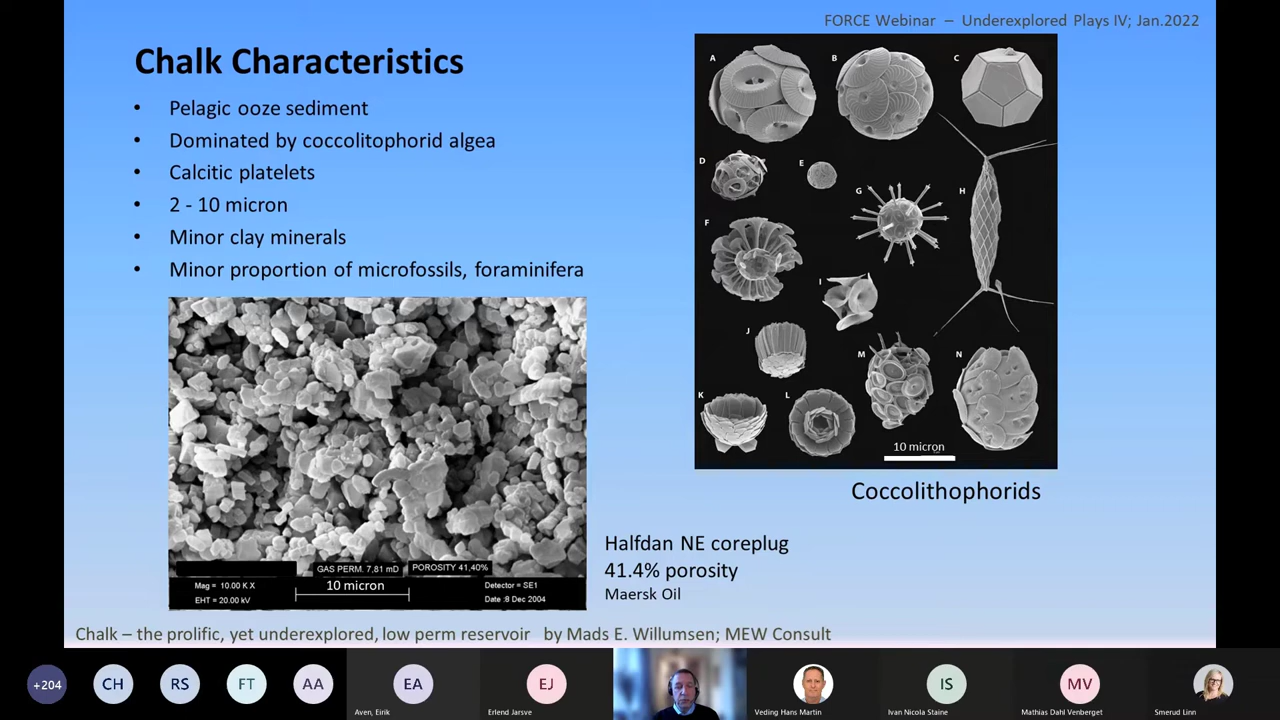 FORCE Webinar – Underexplored Plays IV; Jan.2022
Chalk Characteristics
• Pelagic ooze sediment
• Dominated by coccolitophorid algea
• Calcitic platelets
• 2 - 10 micron
• Minor clay minerals
• Minor proportion of microfossils, foraminifera
A
B
C
D
E
G
H
F
I
J
M
N
K
L
10 micron
Coccolithophorids
GAS PERM. 7,81 mD
POROSITY 41,40%
Mag = 10.00 K X
10 micron
Detector = SE1
EHT = 20.00 kV
Date :8 Dec 2004
Halfdan NE coreplug
41.4% porosity
Maersk Oil
Chalk – the prolific, yet underexplored, low perm reservoir by Mads E. Willumsen; MEW Consult
+204
CH
RS
FT
AA
EA
EJ
IS
MV
Aven, Eirik
Erlend Jarsve
Veding Hans Martin
Ivan Nicola Staine
Mathias Dahl Venberget
Smerud Linn